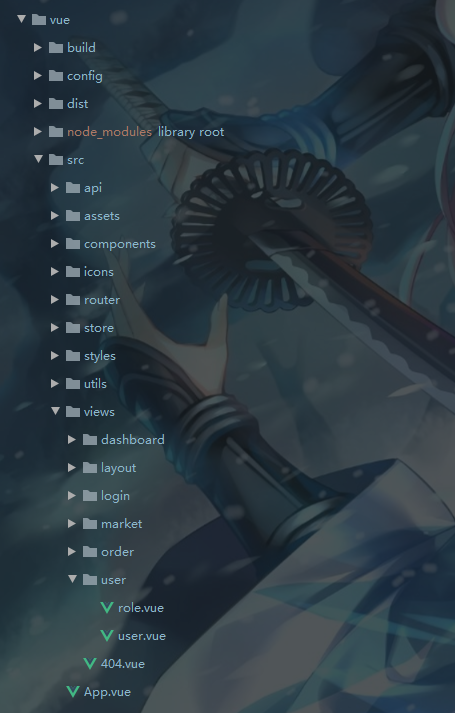 vue
build
config
dist
node_modules library root
src
api
assets
components
icons
router
store
styles
utils
views
dashboard
layout
login
market
order
user
role.vue
user.vue
404.vue
App.vue